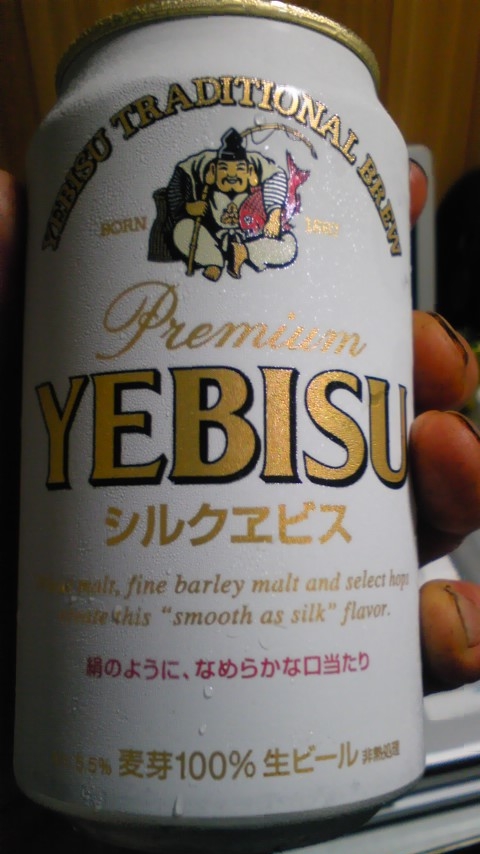 YEBISU TRADITIONAL BREW
BORN
Premium
YEBISU
シルクヱビス
malt, fine barley malt and select hops
this "smooth as silk" flavor.
絹のように、なめらかな口当たり
5.5% 麦芽100% 生ビール 非熱処理